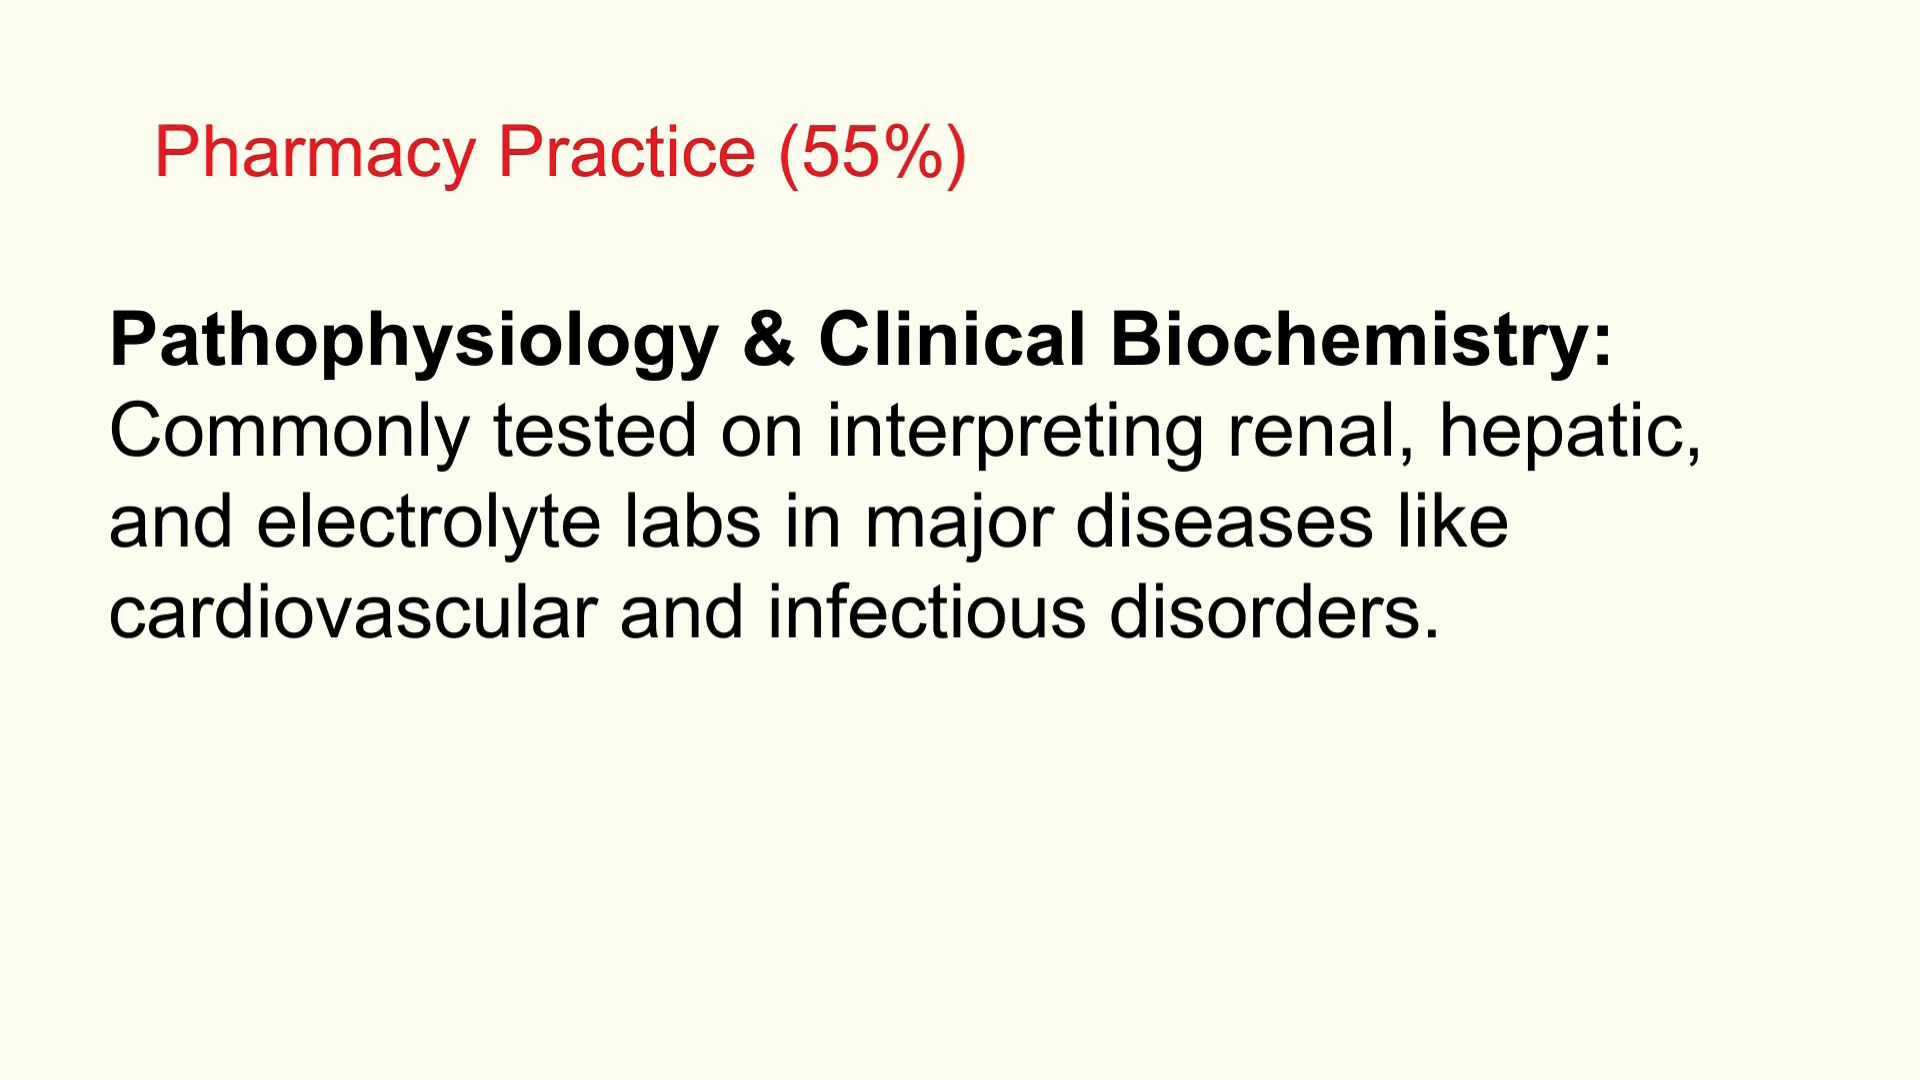 Pharmacy Practice (55%)
Pathophysiology & Clinical Biochemistry:
Commonly tested on interpreting renal, hepatic,
and electrolyte labs in major diseases like
cardiovascular and infectious disorders.